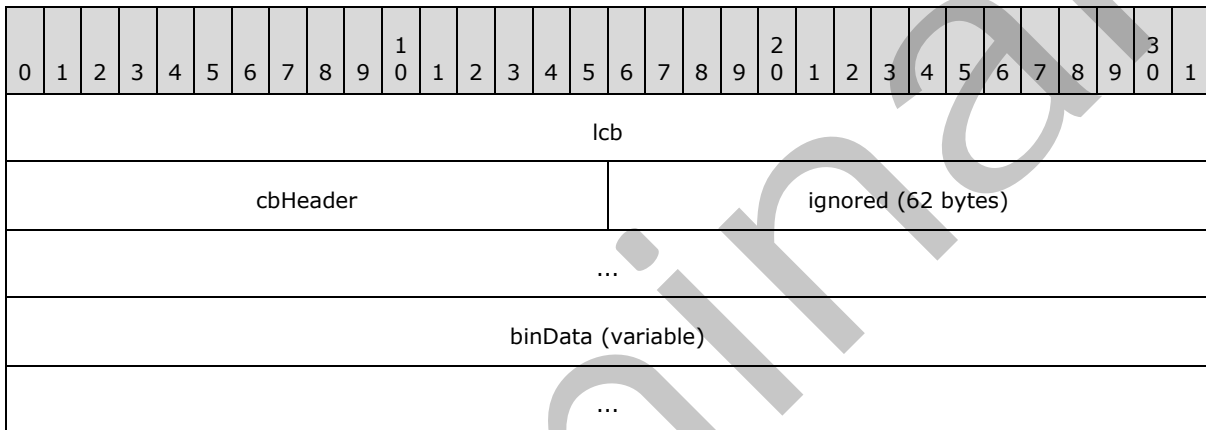 1 2 3
0 1 2 3 4 5 6 7 8 9 0 1 2 3 4 5 6 7 8 9 0 1 2 3 4 5 6 7 8 9 0 1
lcb
cbHeader ignored (62 bytes)
...
binData (variable)
...